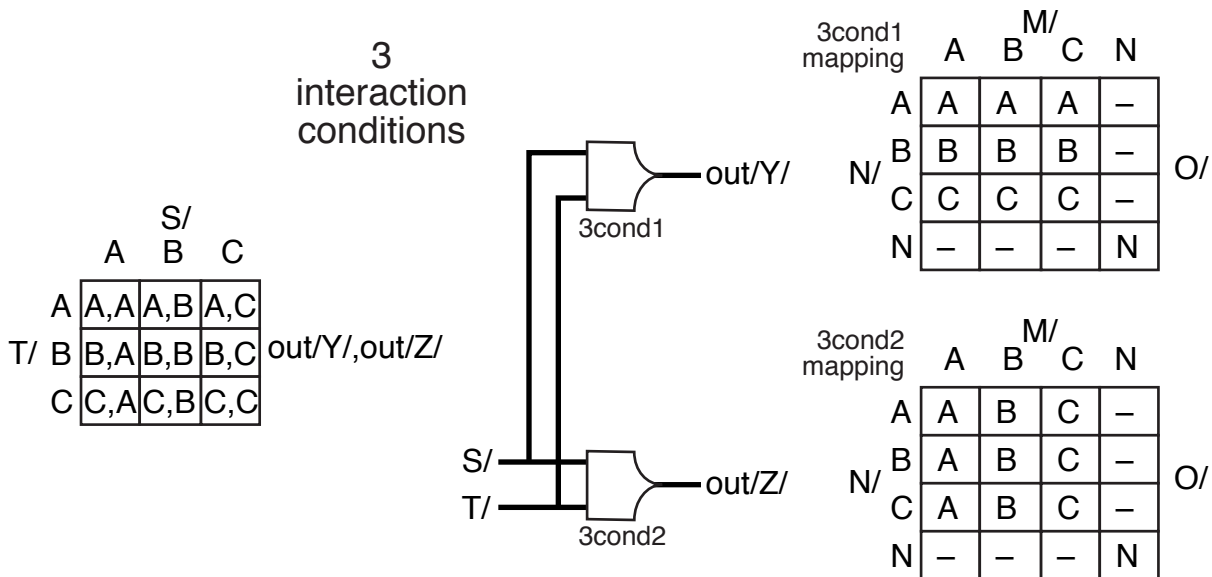 3
interaction
conditions
S/
A B C
A A,A A,B A,C
T/ B B,A B,B B,C out/Y/,out/Z/
C C,A C,B C,C
out/Y/
3cond1
S/
T/
out/Z/
3cond2
3cond1
mapping
M/
A B C N
A A A A –
N/ B B B B – O/
C C C C –
N – – – N
3cond2
mapping
M/
A B C N
A A B C –
N/ B A B C – O/
C A B C –
N – – – N